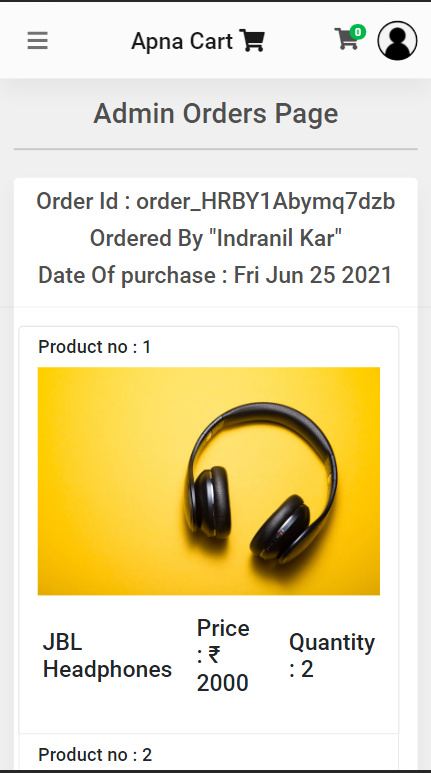 Apna Cart
0
Admin Orders Page
Order Id : order_HRBY1Abymq7dzb
Ordered By "Indranil Kar"
Date Of purchase : Fri Jun 25 2021
Product no : 1
JBL
Headphones
Price
: ₹
2000
Quantity
: 2
Product no : 2